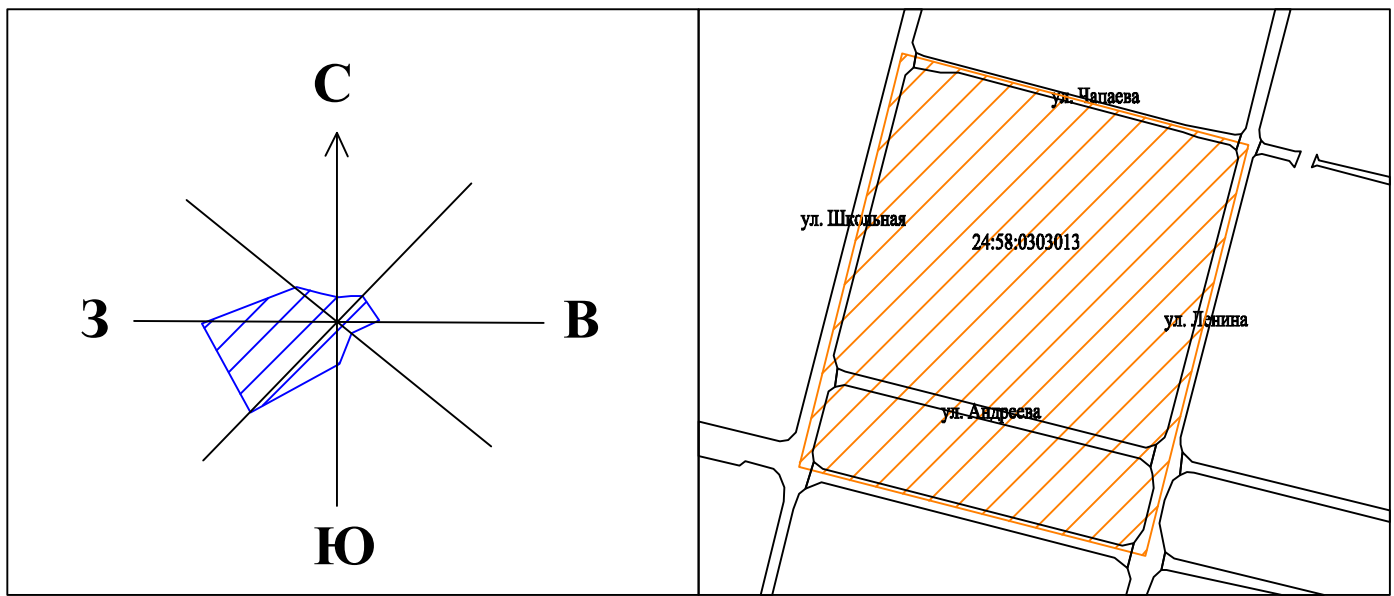 С
З
В
Ю
ул. Чапаева
ул. Школьная
24:58:0303013
ул. Ленина
ул. Андреева